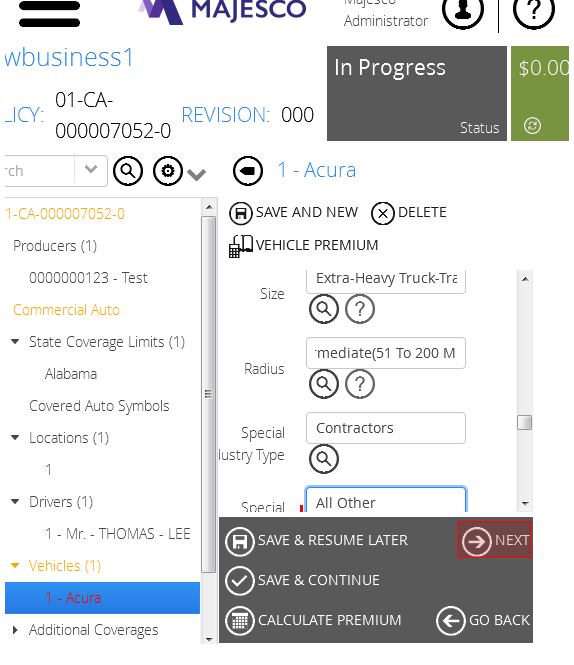 MAJESCO
Majesco
Administrator
wbusiness1
In Progress
Status
$0.00
LICY: 01-CA-
000007052-0
REVISION: 000
rch
1 - Acura
1-CA-000007052-0
Producers (1)
0000000123 - Test
Commercial Auto
State Coverage Limits (1)
Alabama
Covered Auto Symbols
Locations (1)
1
Drivers (1)
1 - Mr. - THOMAS - LEE
Vehicles (1)
1 - Acura
Additional Coverages
SAVE AND NEW
DELETE
VEHICLE PREMIUM
Size
Extra-Heavy Truck-Tra
?
Radius
mediate(51 To 200 M
?
Special
lustry Type
Contractors
Special
All Other
SAVE & RESUME LATER
NEXT
SAVE & CONTINUE
CALCULATE PREMIUM
GO BACK